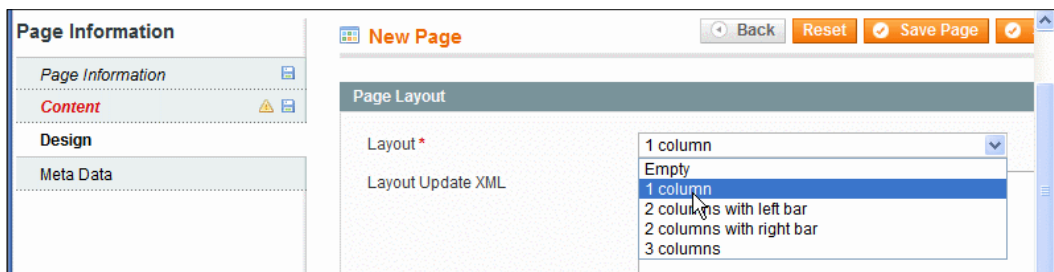 Page Information
Page Information
Content
Design
Meta Data
New Page
Back
Reset
Save Page
Page Layout
Layout *
1 column
Layout Update XML
Empty
1 column
2 columns with left bar
2 columns with right bar
3 columns